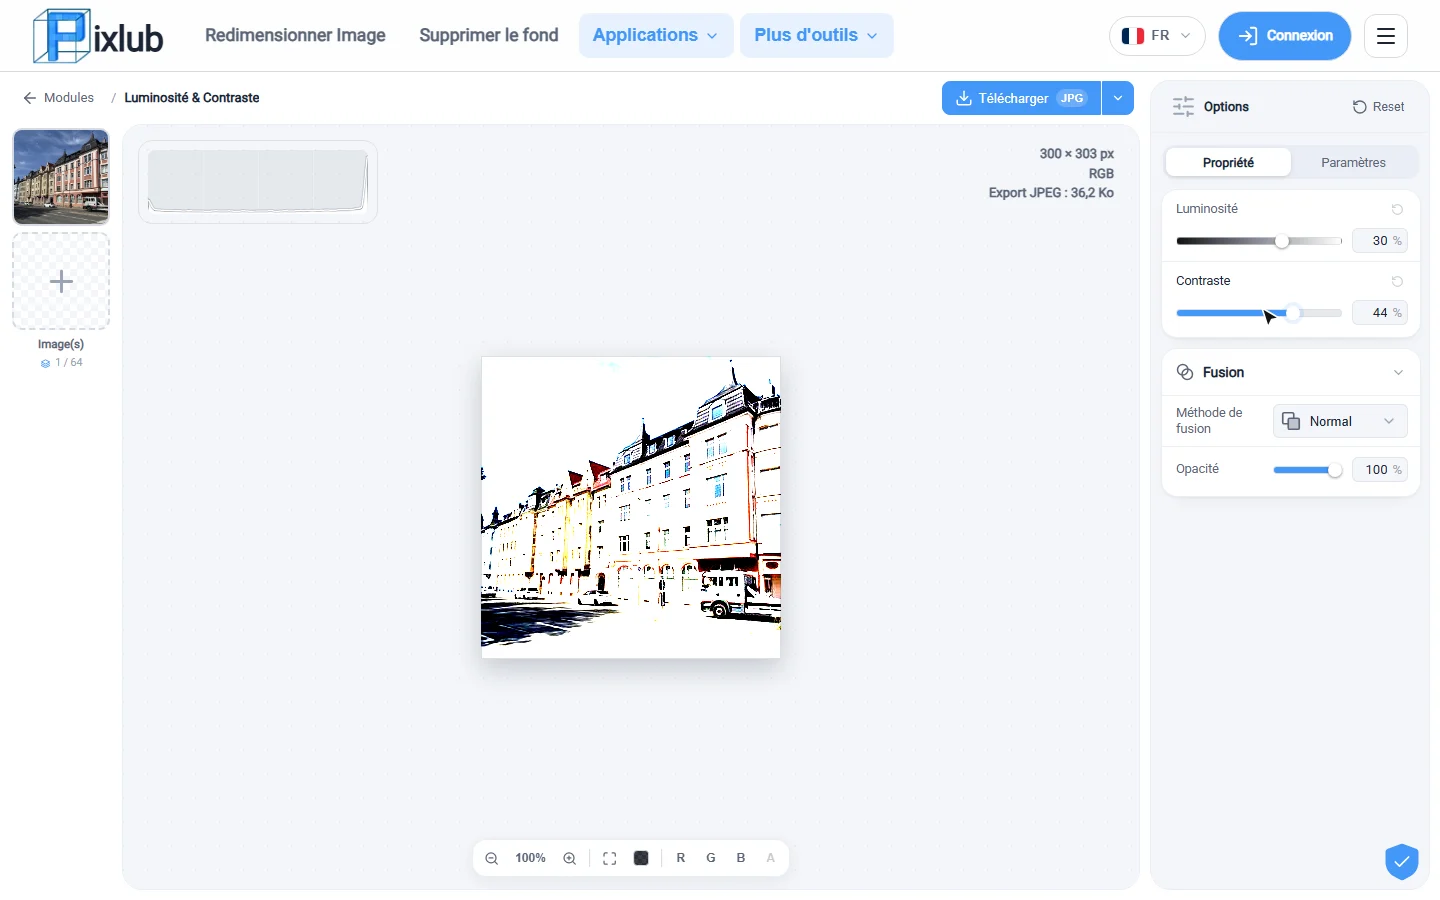 Pixlub
Redimensionner Image
Supprimer le fond
Applications
Plus d'outils
FR
Connexion
Modules / Luminosité & Contraste
Télécharger JPG
300 × 303 px
RGB
Export JPEG : 36,2 Ko
Image(s)
1 / 64
Options
Reset
Propriété
Paramètres
Luminosité
30 %
Contraste
44 %
Fusion
Méthode de
fusion
Normal
Opacité
100 %
100%
R
G
B
A